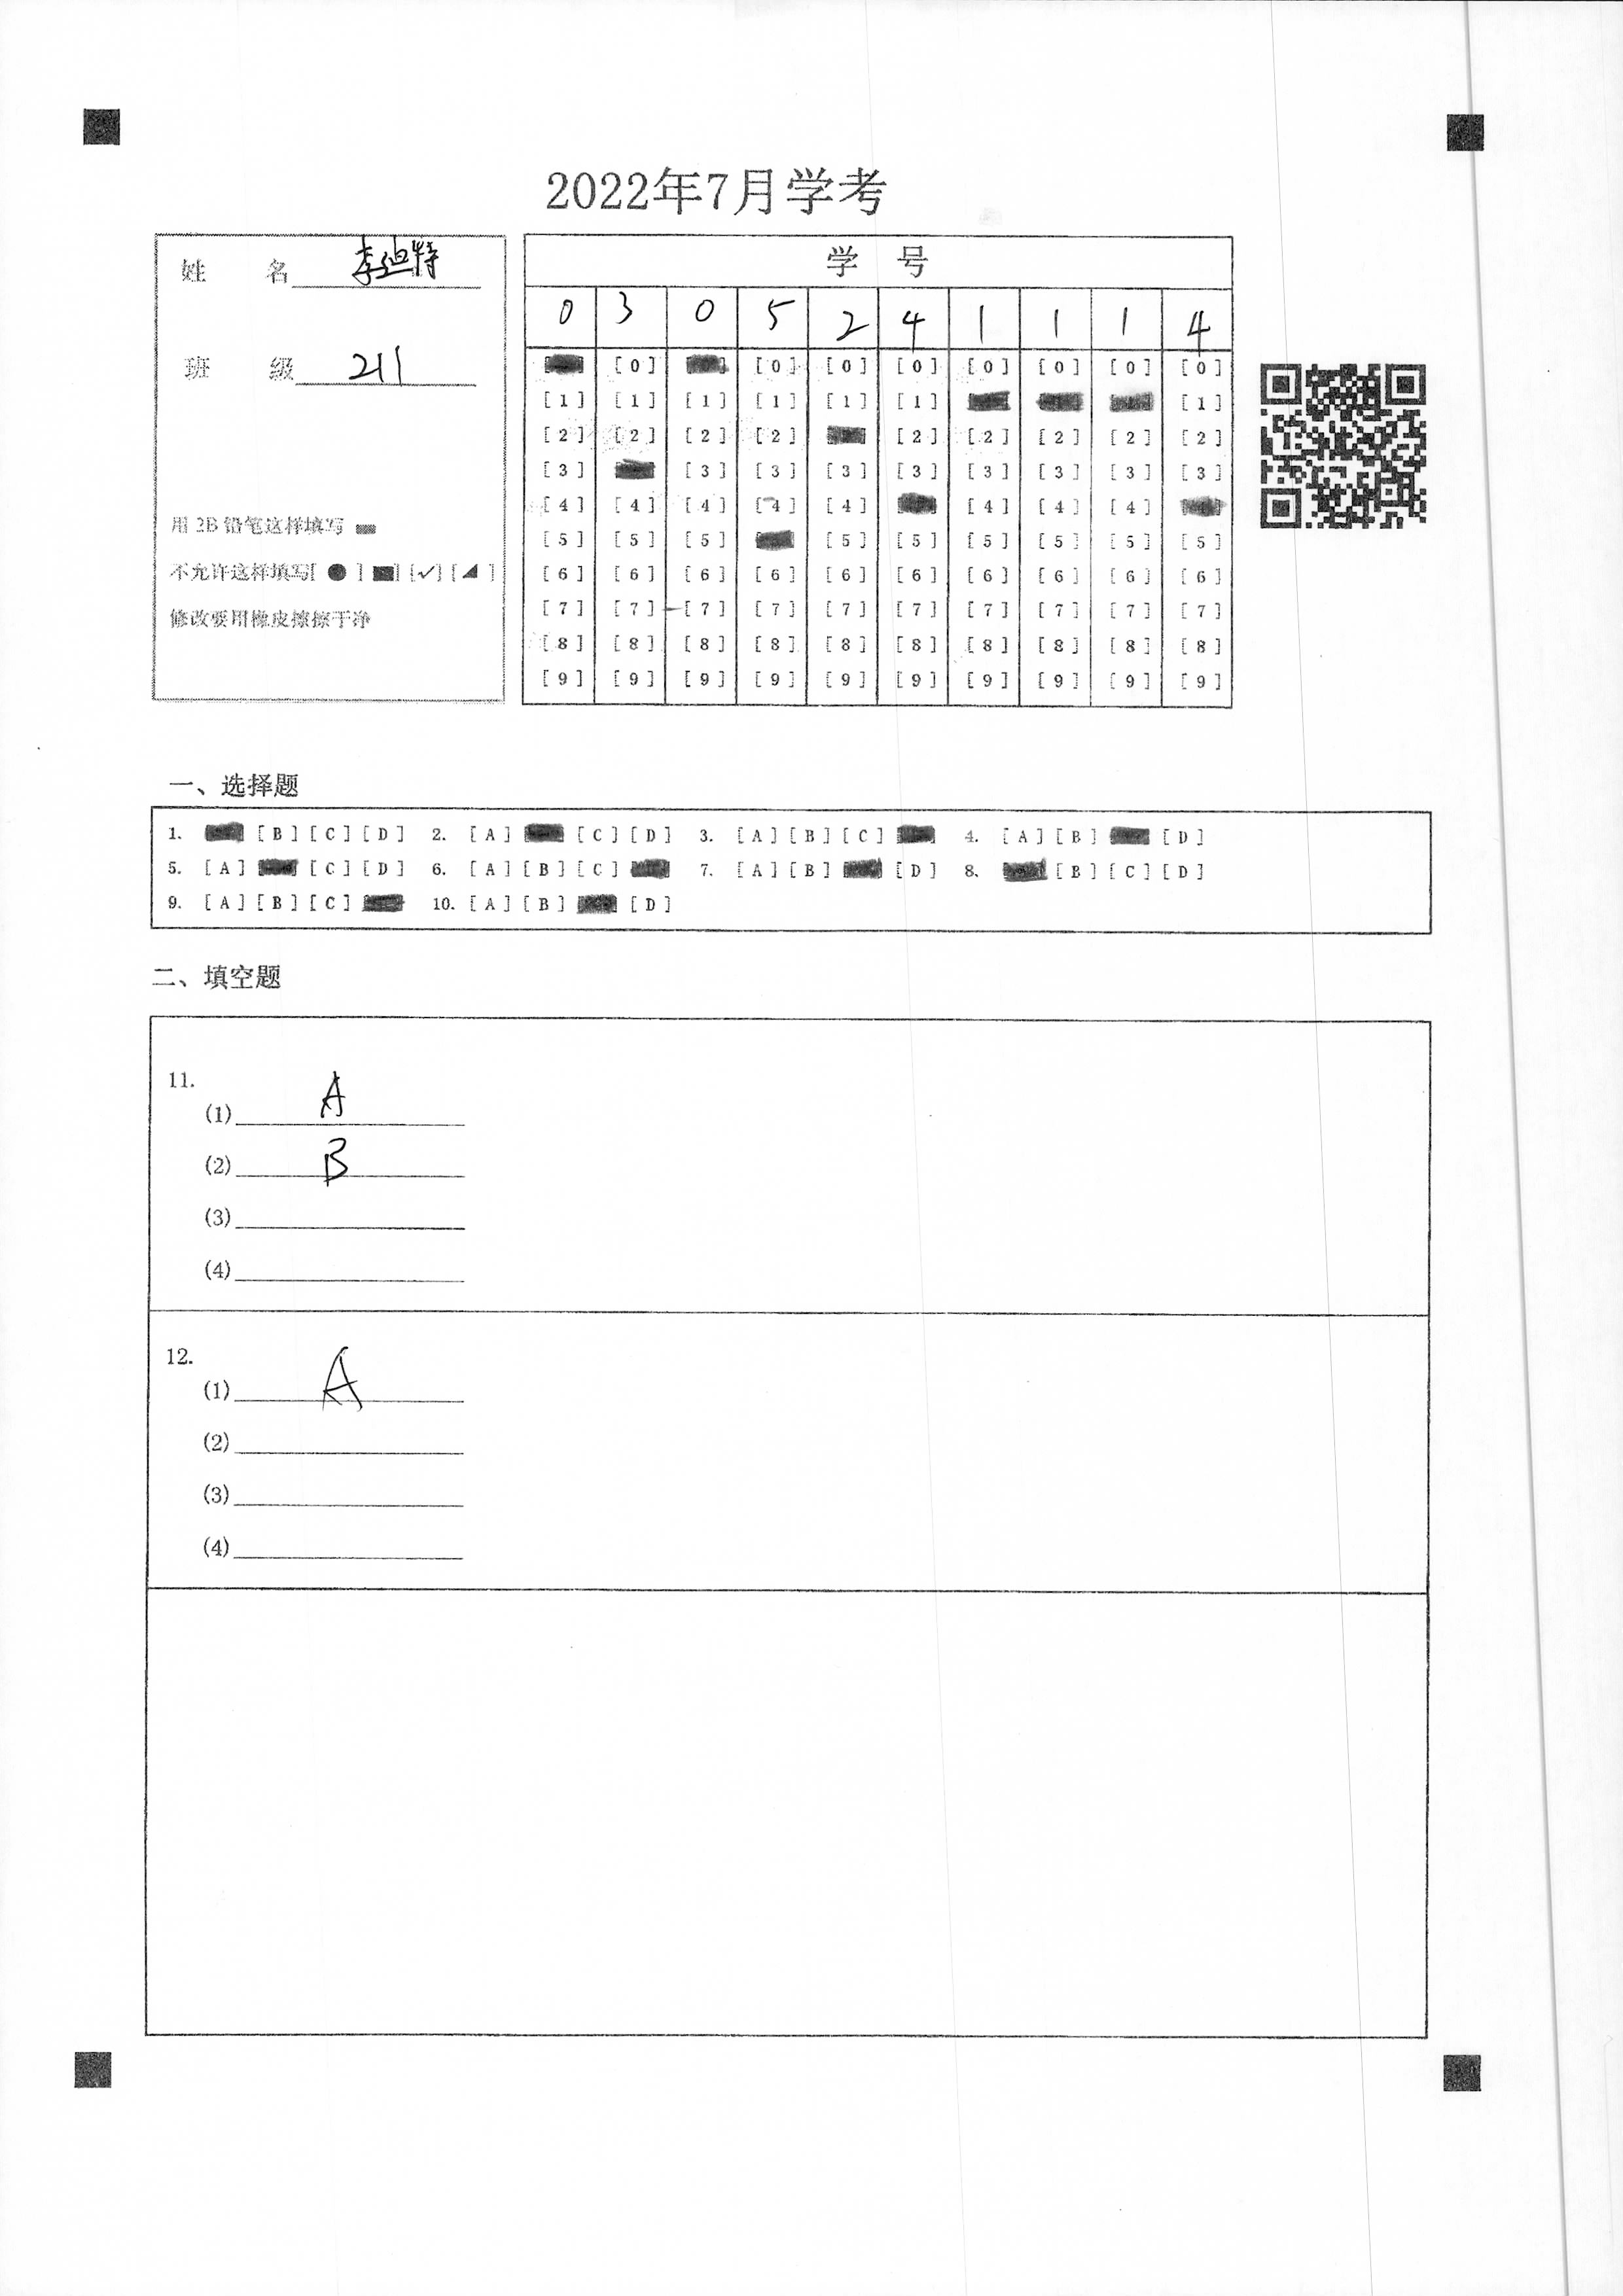 2022年7月学考
姓 名 李迪特
班 级 211
用 2B 铅笔这样填写
不允许这样填写[ ● ] [■] [✓] [◢ ]
修改要用橡皮擦擦干净
学 号
0 3 0 5 2 4 1 1 1 4
[0] [0] [0] [0] [0] [0] [0] [0]
[1] [1] [1] [1] [1] [1] [1]
[2] [2] [2] [2] [2] [2] [2] [2] [2]
[3] [3] [3] [3] [3] [3] [3] [3] [3]
[4] [4] [4] [4] [4] [4] [4] [4]
[5] [5] [5] [5] [5] [5] [5] [5] [5]
[6] [6] [6] [6] [6] [6] [6] [6] [6] [6]
[7] [7] [7] [7] [7] [7] [7] [7] [7] [7]
[8] [8] [8] [8] [8] [8] [8] [8] [8] [8]
[9] [9] [9] [9] [9] [9] [9] [9] [9] [9]
一、选择题
1. [B] [C] [D] 2. [A] [C] [D] 3. [A] [B] [C] 4. [A] [B] [D]
5. [A] [C] [D] 6. [A] [B] [C] 7. [A] [B] [D] 8. [B] [C] [D]
9. [A] [B] [C] 10. [A] [B] [D]
二、填空题
11.
(1) A
(2) B
(3)
(4)
12.
(1) A
(2)
(3)
(4)